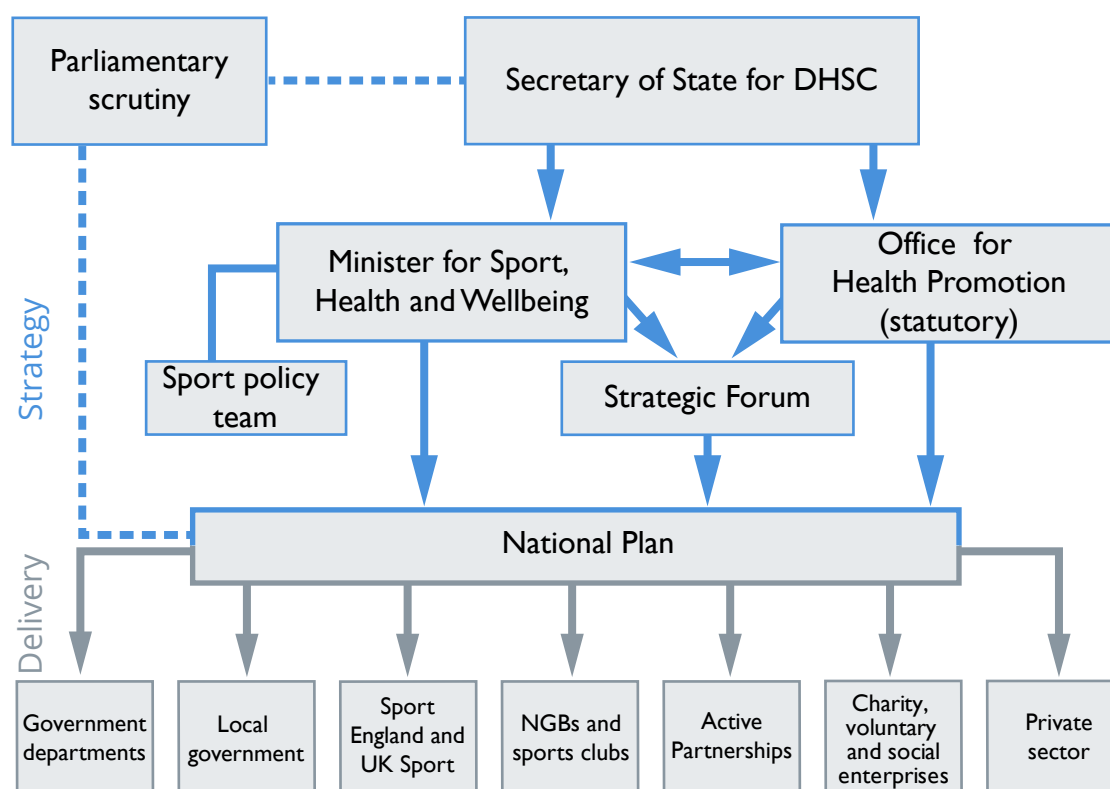 Parliamentary
scrutiny
Secretary of State for DHSC
Minister for Sport,
Health and Wellbeing
Office for
Health Promotion
(statutory)
Strategy
Sport policy
team
Strategic Forum
National Plan
Delivery
Government
departments
Local
government
Sport
England and
UK Sport
NGBs and
sports clubs
Active
Partnerships
Charity,
voluntary
and social
enterprises
Private
sector